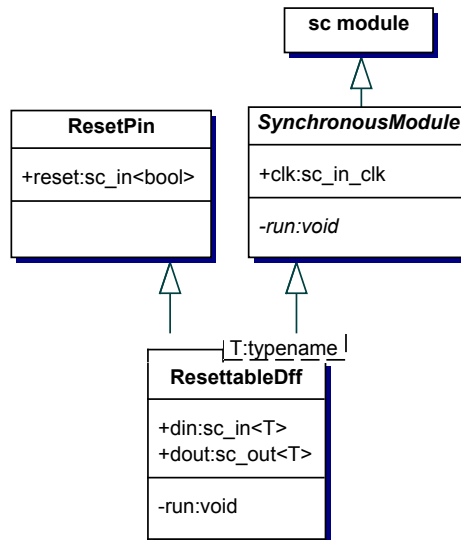 sc module
ResetPin
+reset:sc_in<bool>
SynchronousModule
+clk:sc_in_clk
-run:void
T:typename
ResettableDff
+din:sc_in<T>
+dout:sc_out<T>
-run:void